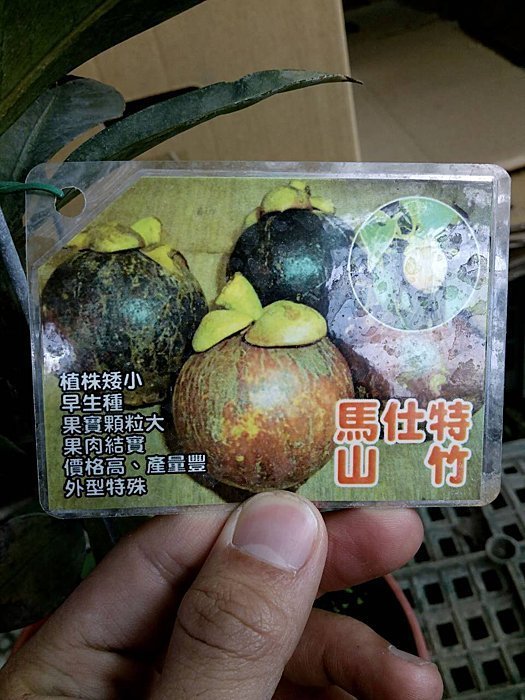 植株矮小
早生種
果實顆粒大
果肉結實
價格高、產量豐
外型特殊
馬仕特
山竹